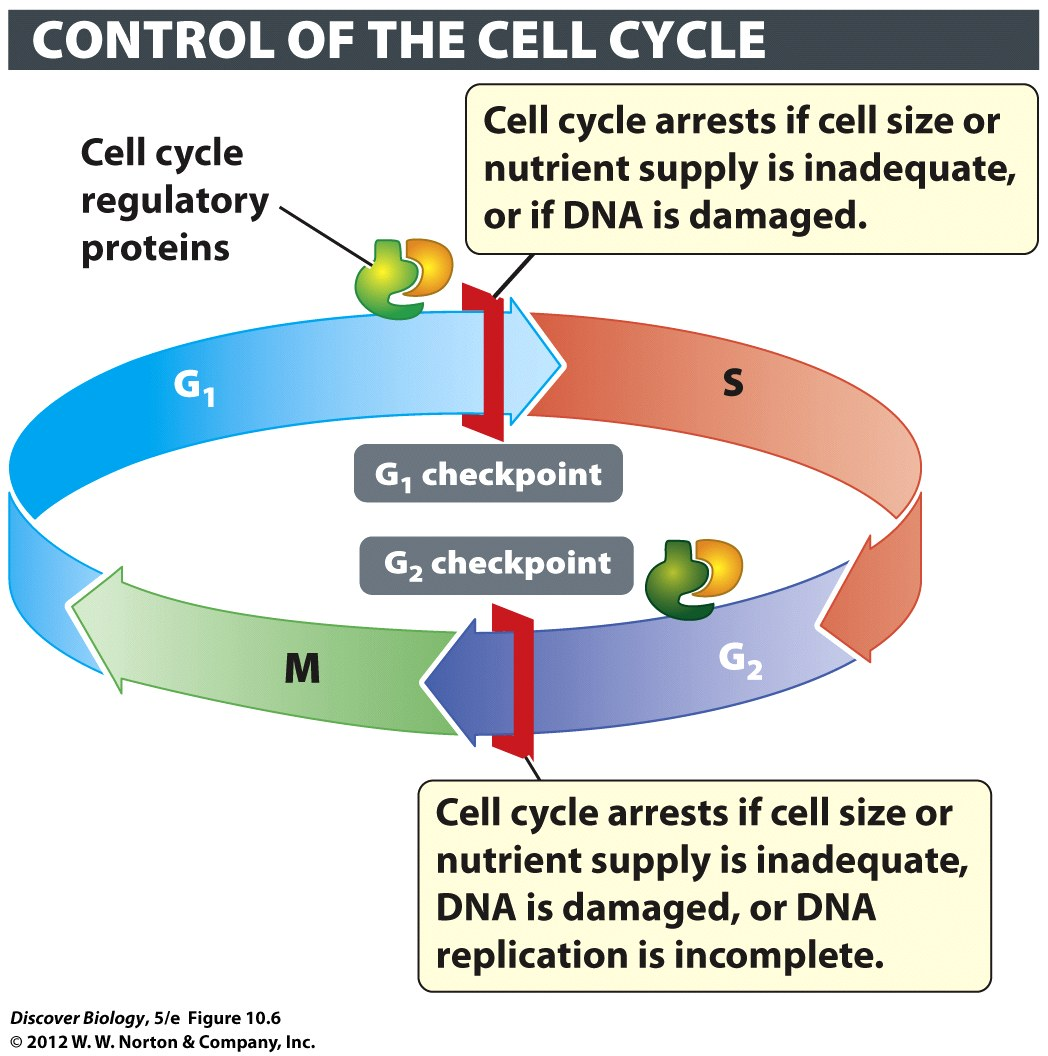 CONTROL OF THE CELL CYCLE
Cell cycle
regulatory
proteins
Cell cycle arrests if cell size or
nutrient supply is inadequate,
or if DNA is damaged.
G₁
S
G₁ checkpoint
G₂ checkpoint
M
G₂
Cell cycle arrests if cell size or
nutrient supply is inadequate,
DNA is damaged, or DNA
replication is incomplete.
Discover Biology, 5/e Figure 10.6
© 2012 W. W. Norton & Company, Inc.